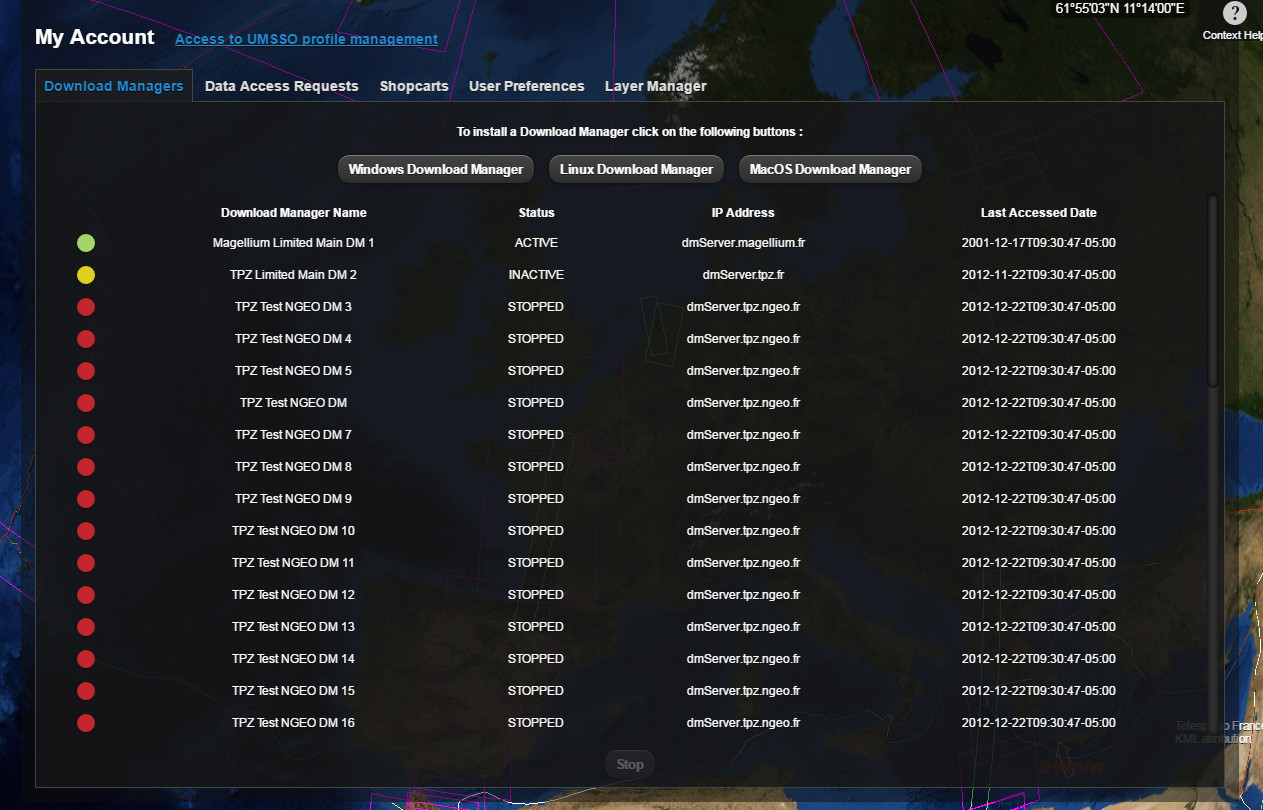 61°55'03"N 11°14'00"E
?
Context Help
My Account Access to UMSSO profile management
Download Managers Data Access Requests Shopcarts User Preferences Layer Manager
To install a Download Manager click on the following buttons :
Windows Download Manager Linux Download Manager MacOS Download Manager
Download Manager Name Status IP Address Last Accessed Date
Magellium Limited Main DM 1 ACTIVE dmServer.magellium.fr 2001-12-17T09:30:47-05:00
TPZ Limited Main DM 2 INACTIVE dmServer.tpz.fr 2012-11-22T09:30:47-05:00
TPZ Test NGEO DM 3 STOPPED dmServer.tpz.ngeo.fr 2012-12-22T09:30:47-05:00
TPZ Test NGEO DM 4 STOPPED dmServer.tpz.ngeo.fr 2012-12-22T09:30:47-05:00
TPZ Test NGEO DM 5 STOPPED dmServer.tpz.ngeo.fr 2012-12-22T09:30:47-05:00
TPZ Test NGEO DM STOPPED dmServer.tpz.ngeo.fr 2012-12-22T09:30:47-05:00
TPZ Test NGEO DM 7 STOPPED dmServer.tpz.ngeo.fr 2012-12-22T09:30:47-05:00
TPZ Test NGEO DM 8 STOPPED dmServer.tpz.ngeo.fr 2012-12-22T09:30:47-05:00
TPZ Test NGEO DM 9 STOPPED dmServer.tpz.ngeo.fr 2012-12-22T09:30:47-05:00
TPZ Test NGEO DM 10 STOPPED dmServer.tpz.ngeo.fr 2012-12-22T09:30:47-05:00
TPZ Test NGEO DM 11 STOPPED dmServer.tpz.ngeo.fr 2012-12-22T09:30:47-05:00
TPZ Test NGEO DM 12 STOPPED dmServer.tpz.ngeo.fr 2012-12-22T09:30:47-05:00
TPZ Test NGEO DM 13 STOPPED dmServer.tpz.ngeo.fr 2012-12-22T09:30:47-05:00
TPZ Test NGEO DM 14 STOPPED dmServer.tpz.ngeo.fr 2012-12-22T09:30:47-05:00
TPZ Test NGEO DM 15 STOPPED dmServer.tpz.ngeo.fr 2012-12-22T09:30:47-05:00
TPZ Test NGEO DM 16 STOPPED dmServer.tpz.ngeo.fr 2012-12-22T09:30:47-05:00
France
KML attribution
Stop